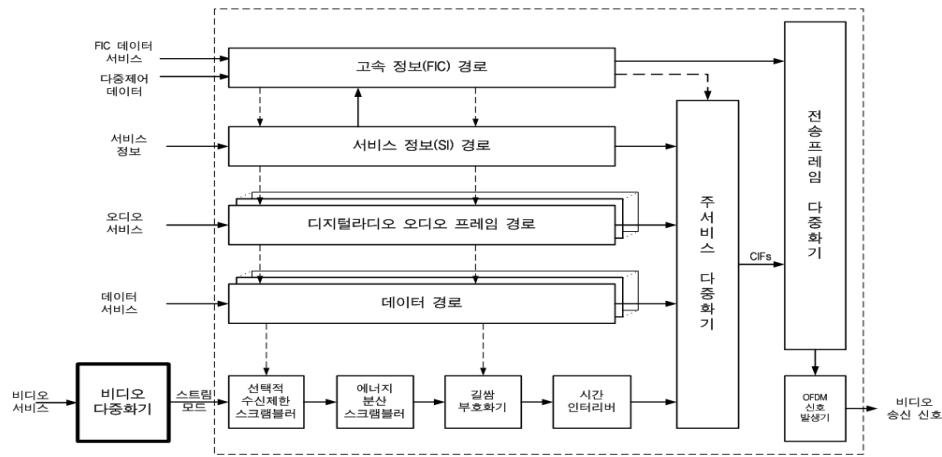 FIC 데이터
서비스
다중제어
데이터
고속 정보(FIC) 경로
서비스
정보
서비스 정보(SI) 경로
오디오
서비스
디지털라디오 오디오 프레임 경로
데이터
서비스
데이터 경로
비디오
서비스
비디오
다중화기
스트림
모드
선택적
수신제한
스크램블러
에너지
분산
스크램블러
길쌈
부호화기
시간
인터리버
주서비스 다중화기
CIFs
전송프레임 다중화기
OFDM
신호
발생기
비디오
송신 신호